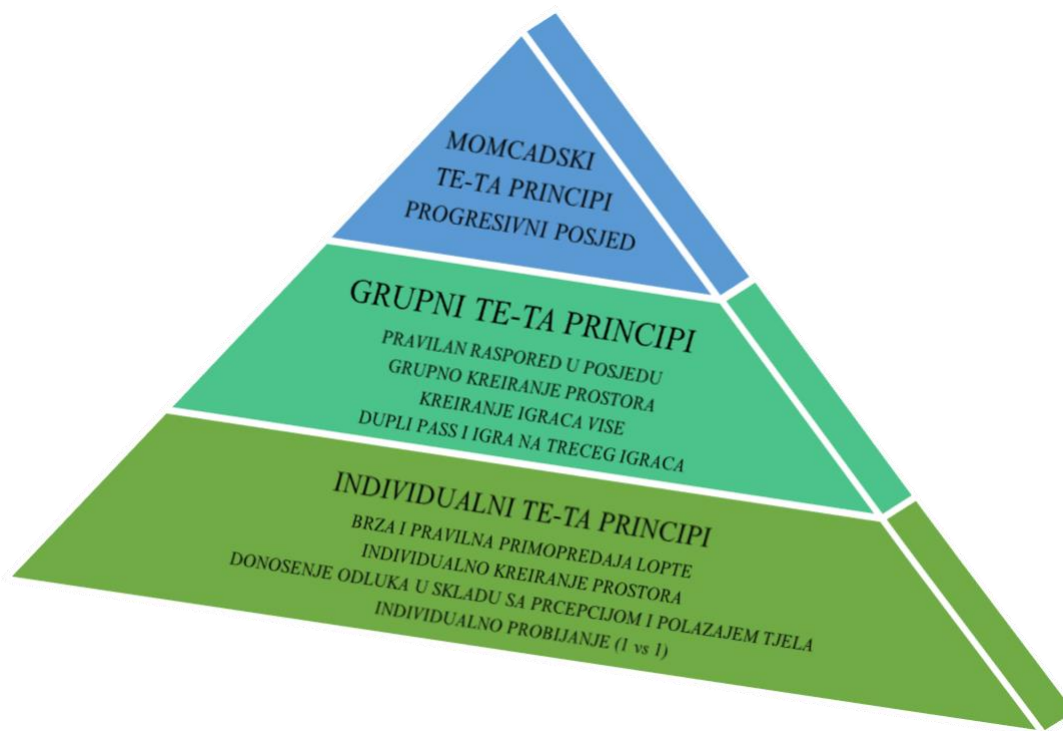 MOMCADSKI
TE-TA PRINCIPI
PROGRESIVNI POSJED
GRUPNI TE-TA PRINCIPI
PRAVILAN RASPORED U POSJEDU
GRUPNO KREIRANJE PROSTORA
KREIRANJE IGRACA VISE
DUPLI PASS I IGRA NA TRECEG IGRACA
INDIVIDUALNI TE-TA PRINCIPI
BRZA I PRAVILNA PRIMOPREDAJA LOPTE
INDIVIDUALNO KREIRANJE PROSTORA
DONOSENJE ODLUKA U SKLADU SA PRCEPCIJOM I POLAZAJEM TJELA
INDIVIDUALNO PROBIJANJE (1 vs 1)